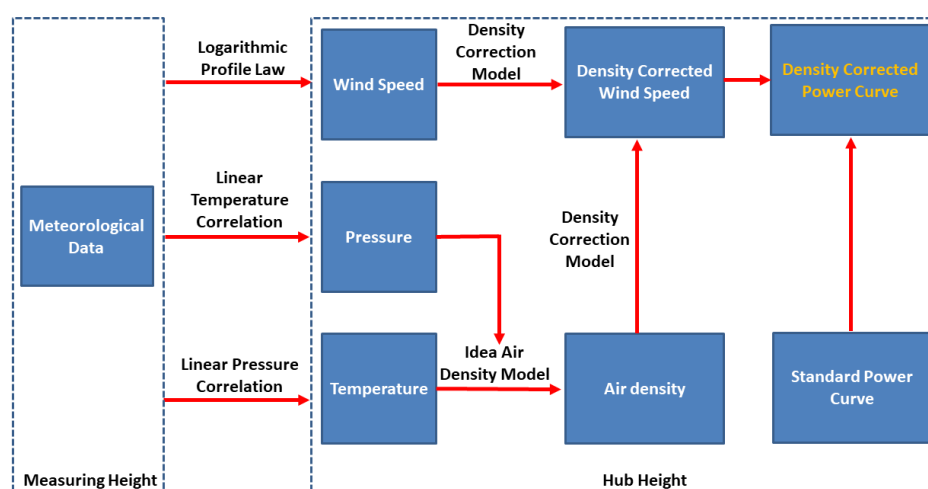 Logarithmic
Profile Law
Wind Speed
Density
Correction
Model
Density Corrected
Wind Speed
Density Corrected
Power Curve
Meteorological
Data
Linear
Temperature
Correlation
Pressure
Density
Correction
Model
Linear Pressure
Correlation
Temperature
Idea Air
Density Model
Air density
Standard Power
Curve
Measuring Height
Hub Height